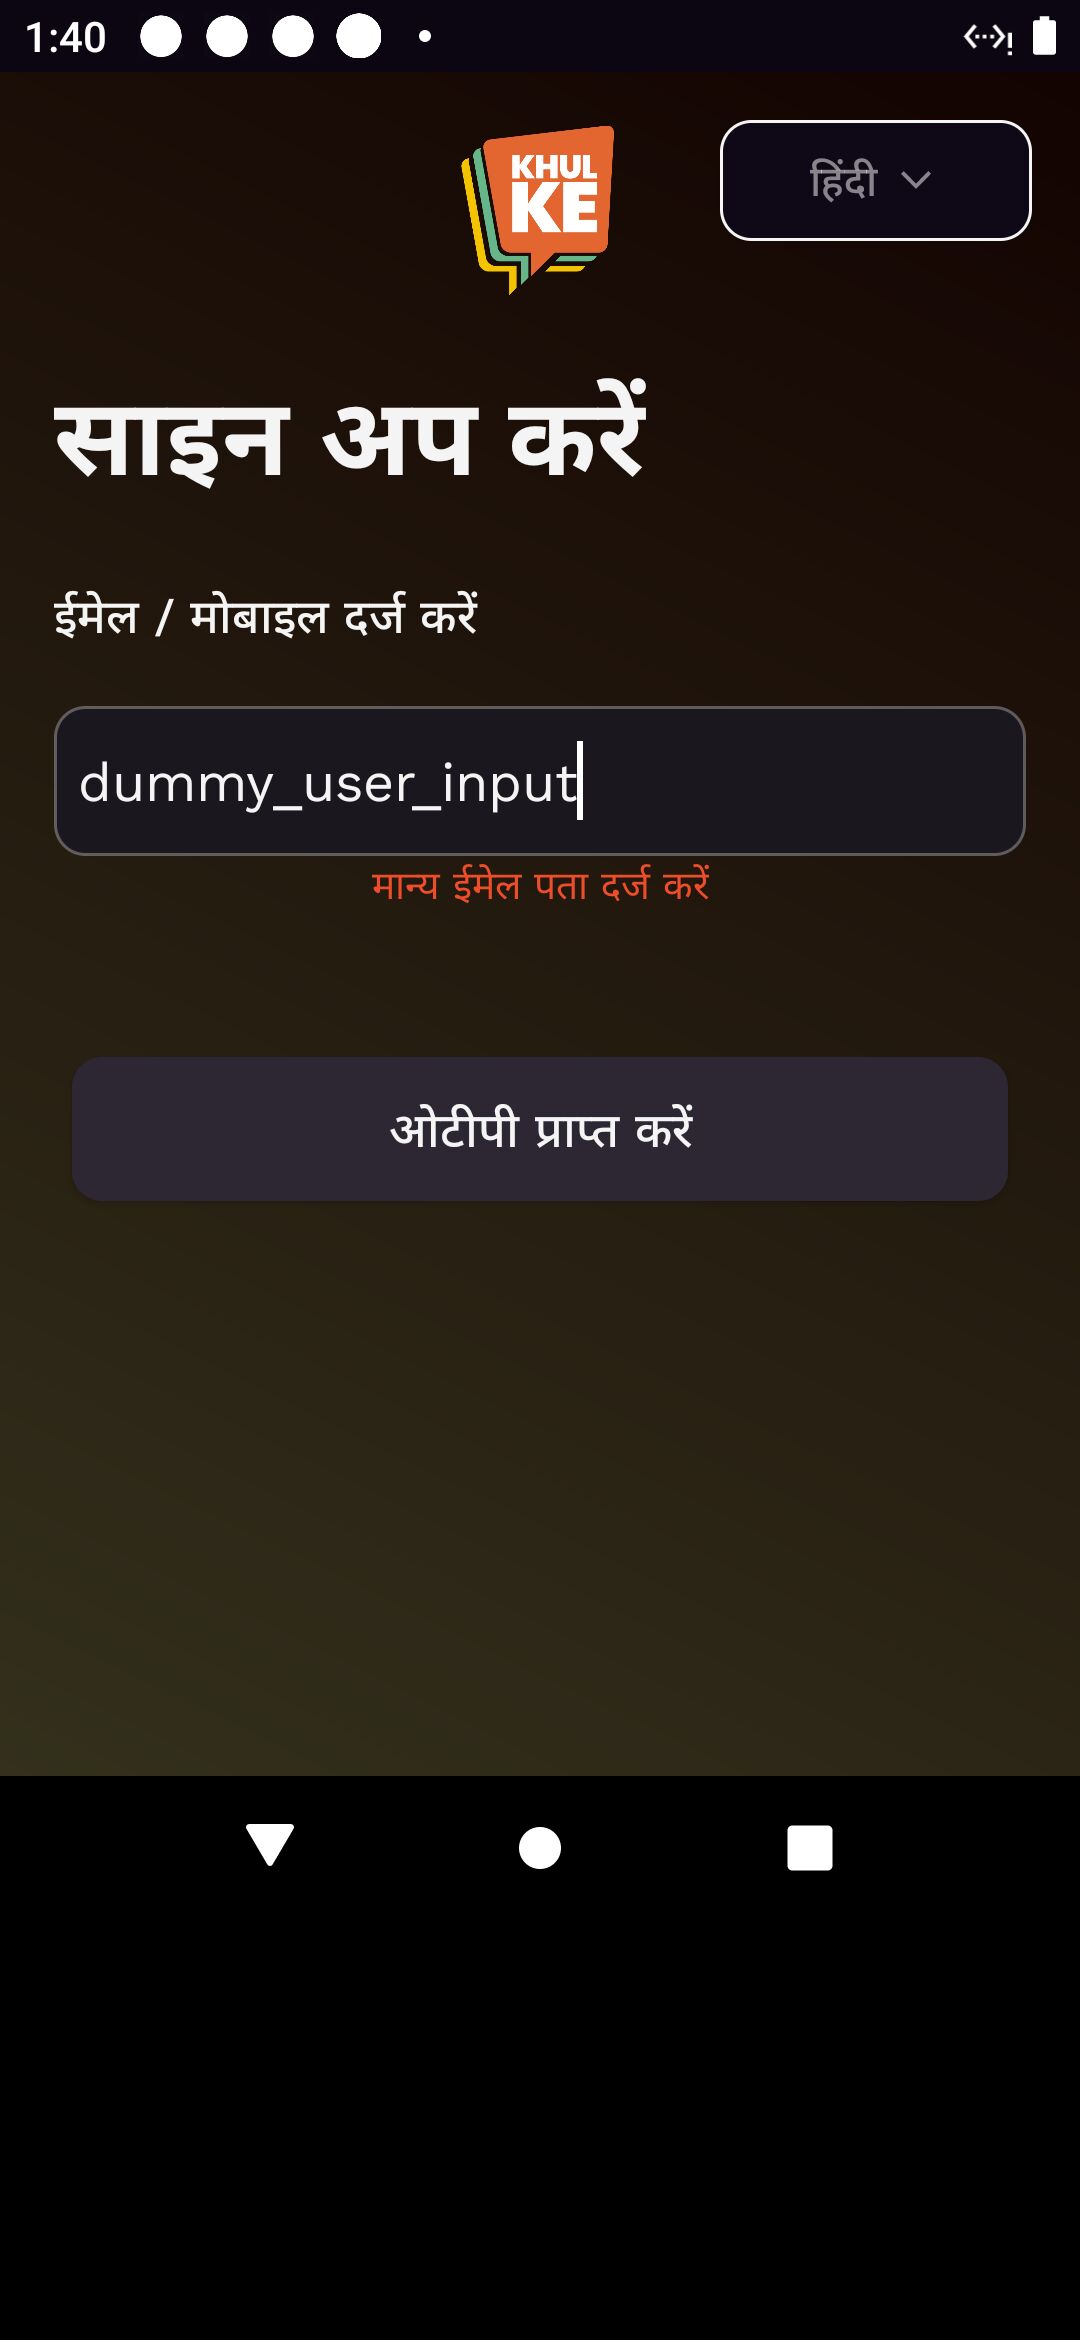 1:40
KHUL
KE
हिंदी
साइन अप करें
ईमेल / मोबाइल दर्ज करें
dummy_user_input
मान्य ईमेल पता दर्ज करें
ओटीपी प्राप्त करें